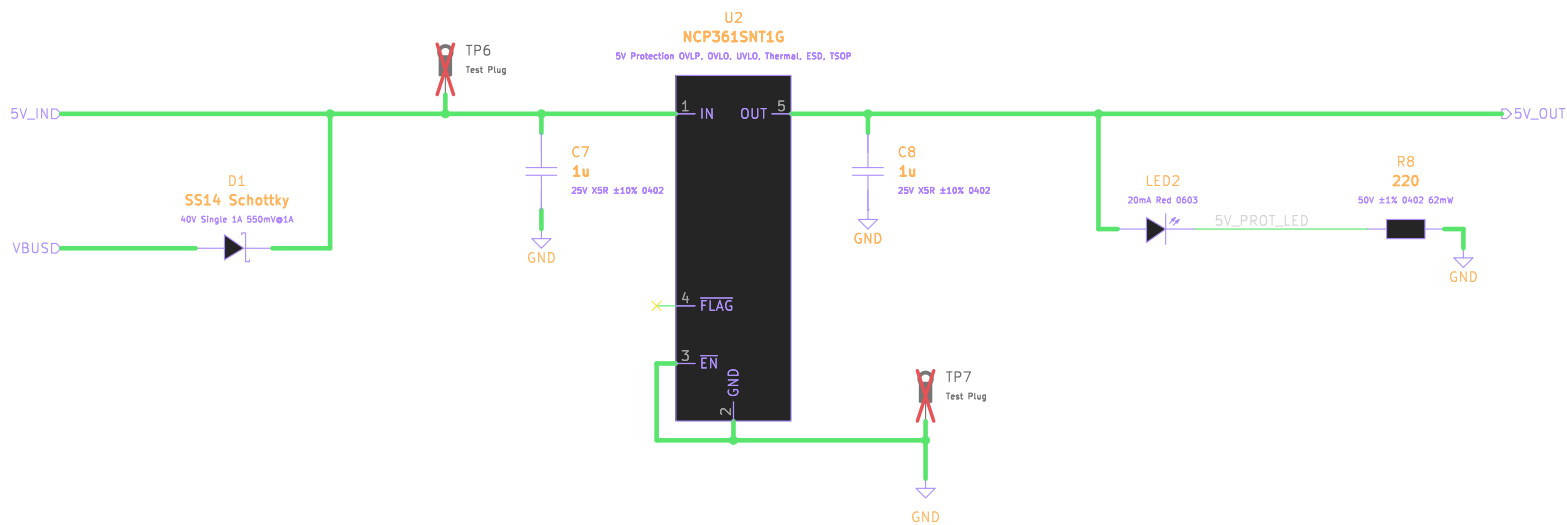 U2
NCP361SNT1G
5V Protection OVLP, OVLO, UVLO, Thermal, ESD, TSOP
TP6
Test Plug
5V_IN
1
IN
OUT
5
5V_OUT
C7
1u
25V X5R ±10% 0402
GND
C8
1u
25V X5R ±10% 0402
GND
D1
SS14 Schottky
40V Single 1A 550mV@1A
VBUS
LED2
20mA Red 0603
5V_PROT_LED
R8
220
50V ±1% 0402 62mW
GND
4
FLAG
3
EN
GND
2
TP7
Test Plug
GND